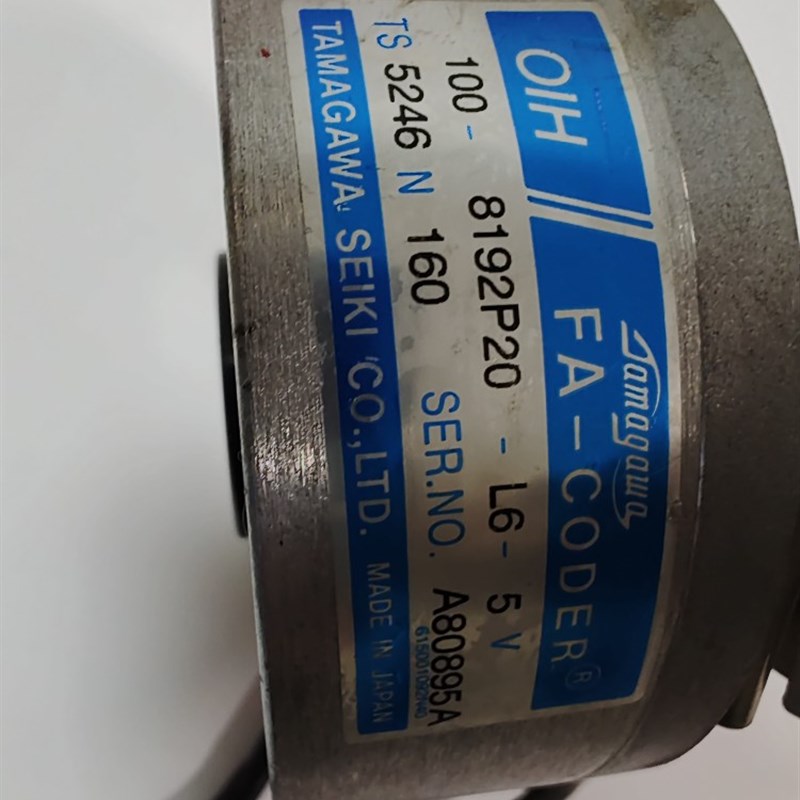 OIH
Tamagawa
FA-CODER®
100 - 8192P20 - L6 - 5 V
TS 5246 N 160 SER.NO. A80895A
TAMAGAWA SEIKI CO.,LTD. MADE IN JAPAN